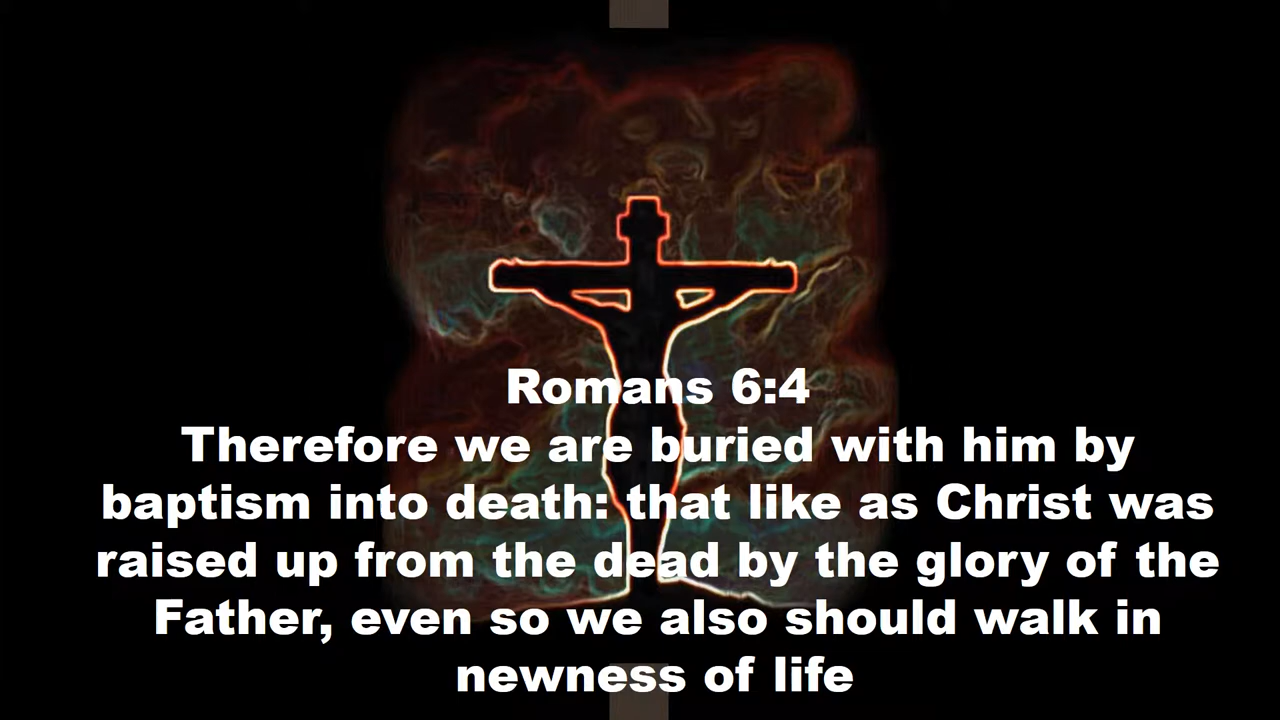 Romans 6:4
Therefore we are buried with him by
baptism into death: that like as Christ was
raised up from the dead by the glory of the
Father, even so we also should walk in
newness of life